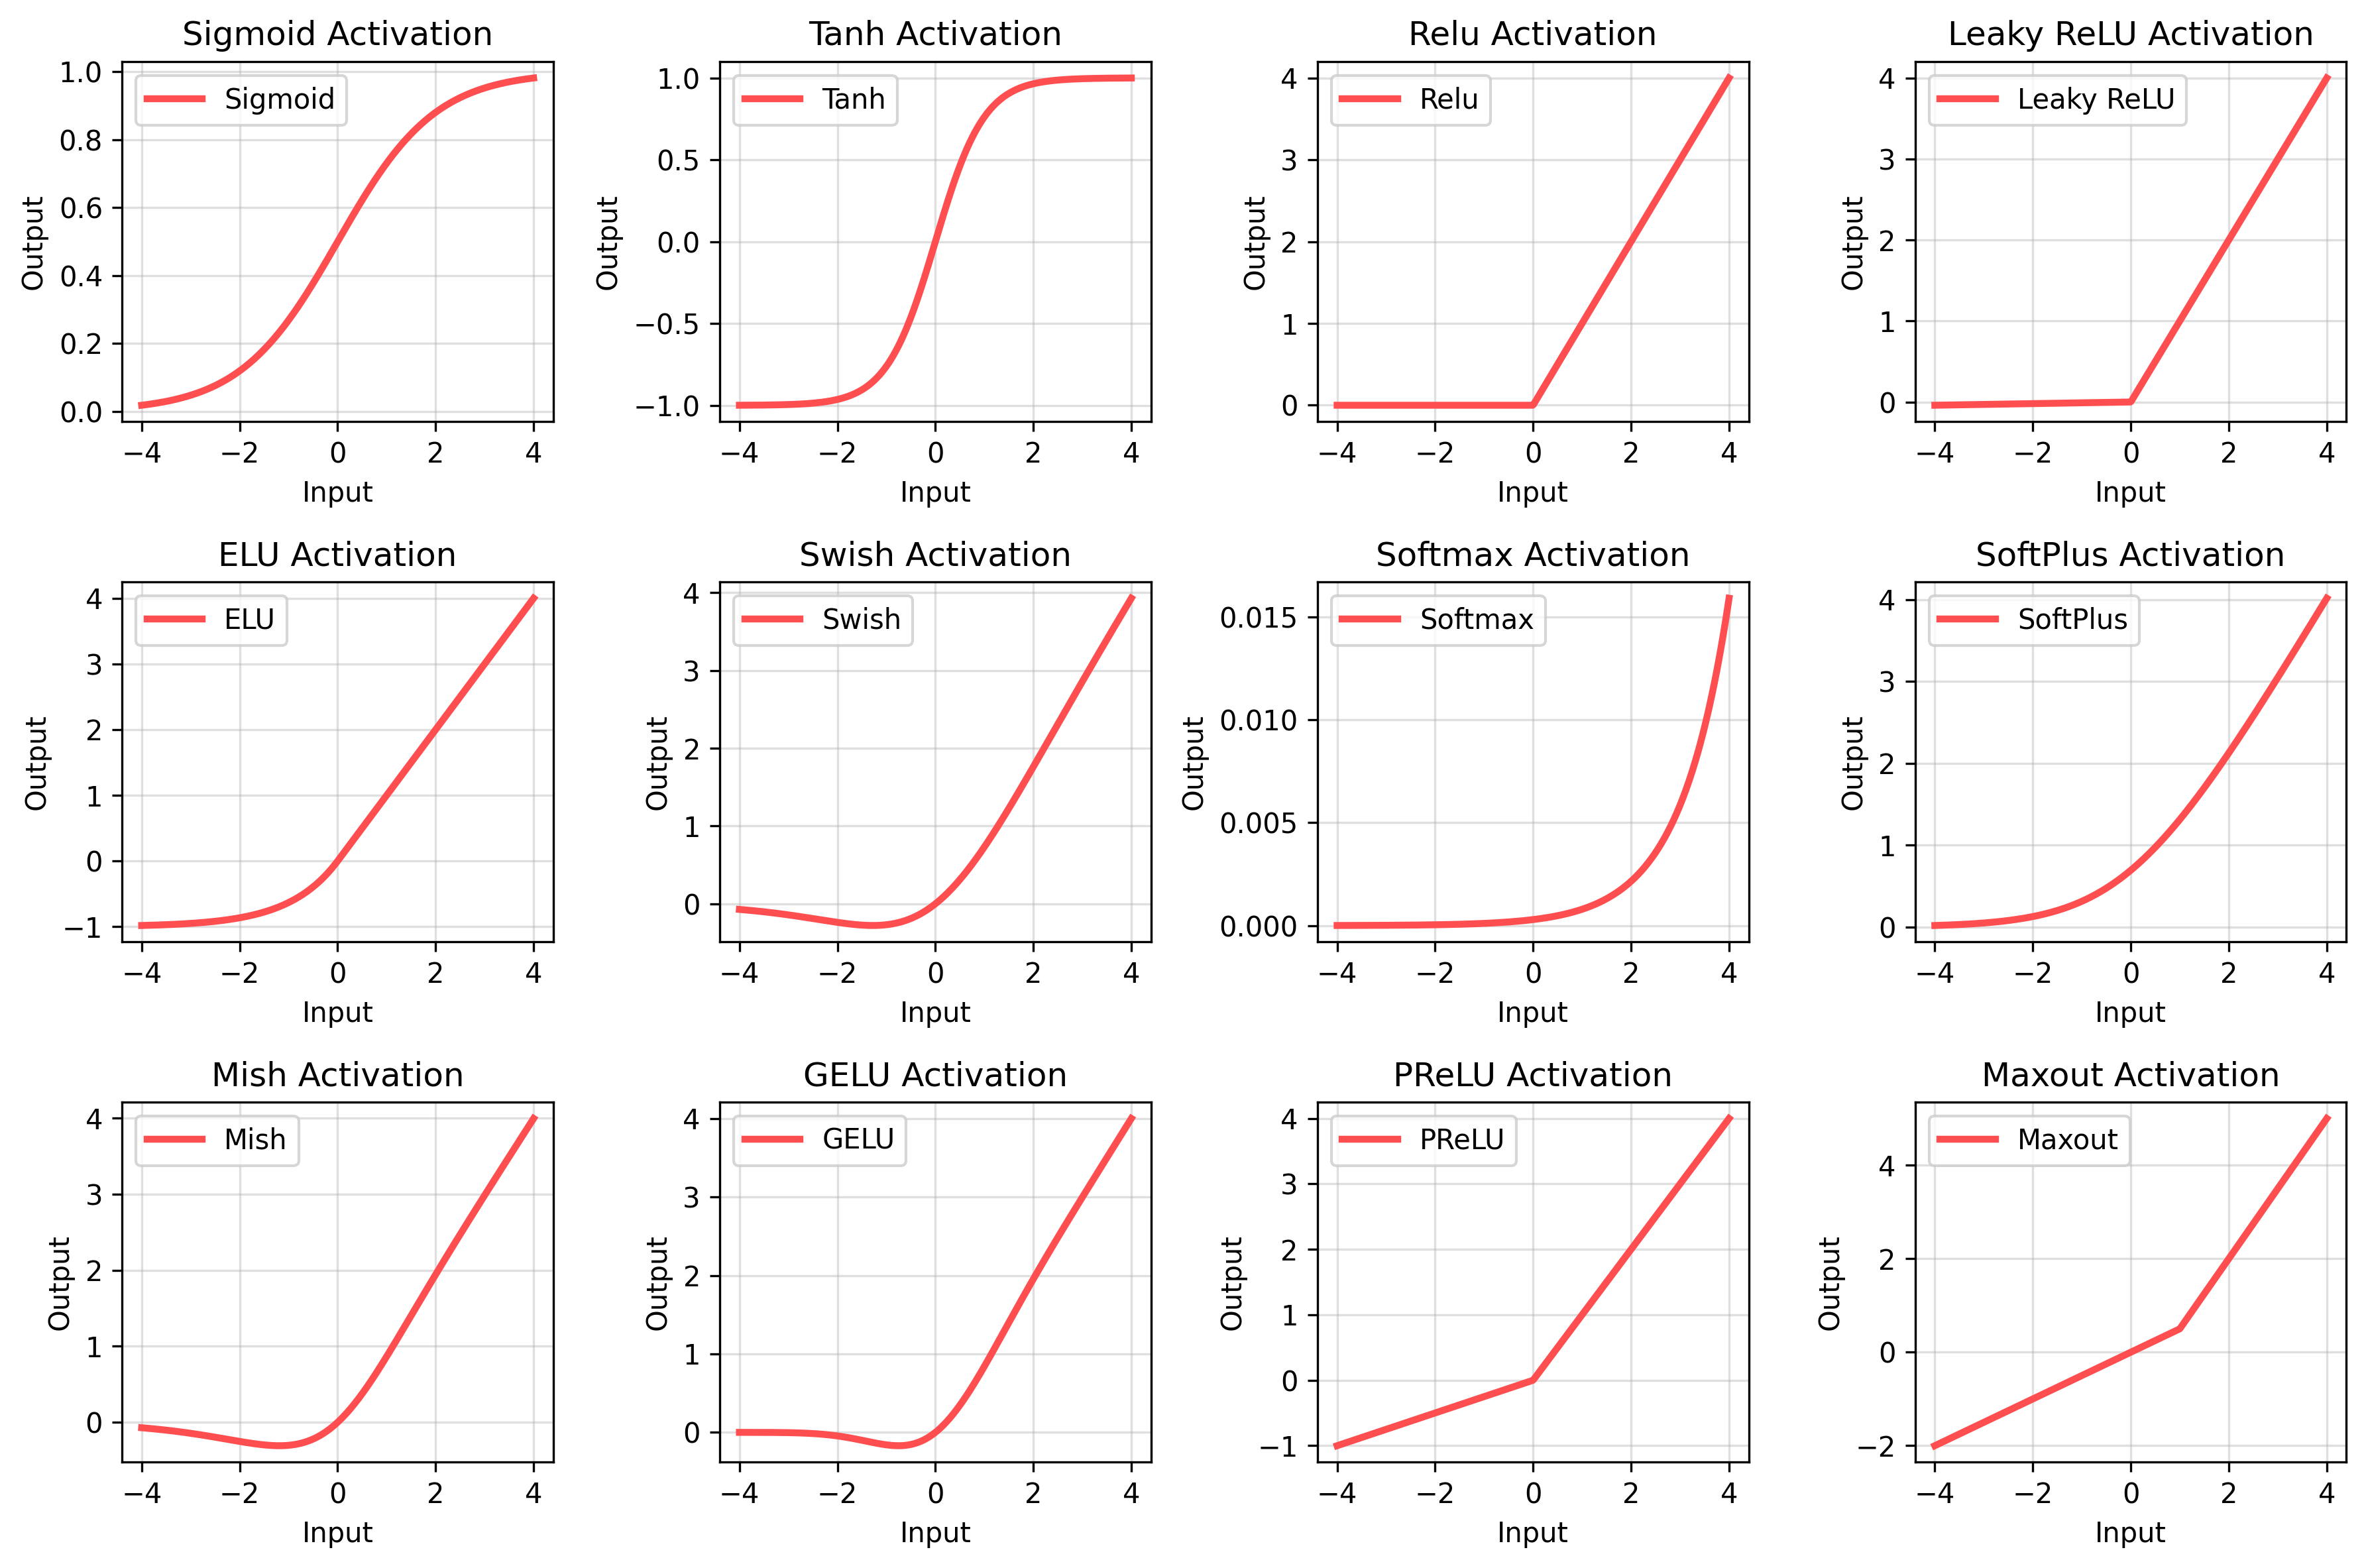 Sigmoid Activation
Sigmoid
1.0
0.8
0.6
0.4
0.2
0.0
Output
−4 −2 0 2 4
Input
Tanh Activation
Tanh
1.0
0.5
0.0
−0.5
−1.0
Output
−4 −2 0 2 4
Input
Relu Activation
Relu
4
3
2
1
0
Output
−4 −2 0 2 4
Input
Leaky ReLU Activation
Leaky ReLU
4
3
2
1
0
Output
−4 −2 0 2 4
Input
ELU Activation
ELU
4
3
2
1
0
−1
Output
−4 −2 0 2 4
Input
Swish Activation
Swish
4
3
2
1
0
Output
−4 −2 0 2 4
Input
Softmax Activation
Softmax
0.015
0.010
0.005
0.000
Output
−4 −2 0 2 4
Input
SoftPlus Activation
SoftPlus
4
3
2
1
0
Output
−4 −2 0 2 4
Input
Mish Activation
Mish
4
3
2
1
0
Output
−4 −2 0 2 4
Input
GELU Activation
GELU
4
3
2
1
0
Output
−4 −2 0 2 4
Input
PReLU Activation
PReLU
4
3
2
1
0
−1
Output
−4 −2 0 2 4
Input
Maxout Activation
Maxout
4
2
0
−2
Output
−4 −2 0 2 4
Input